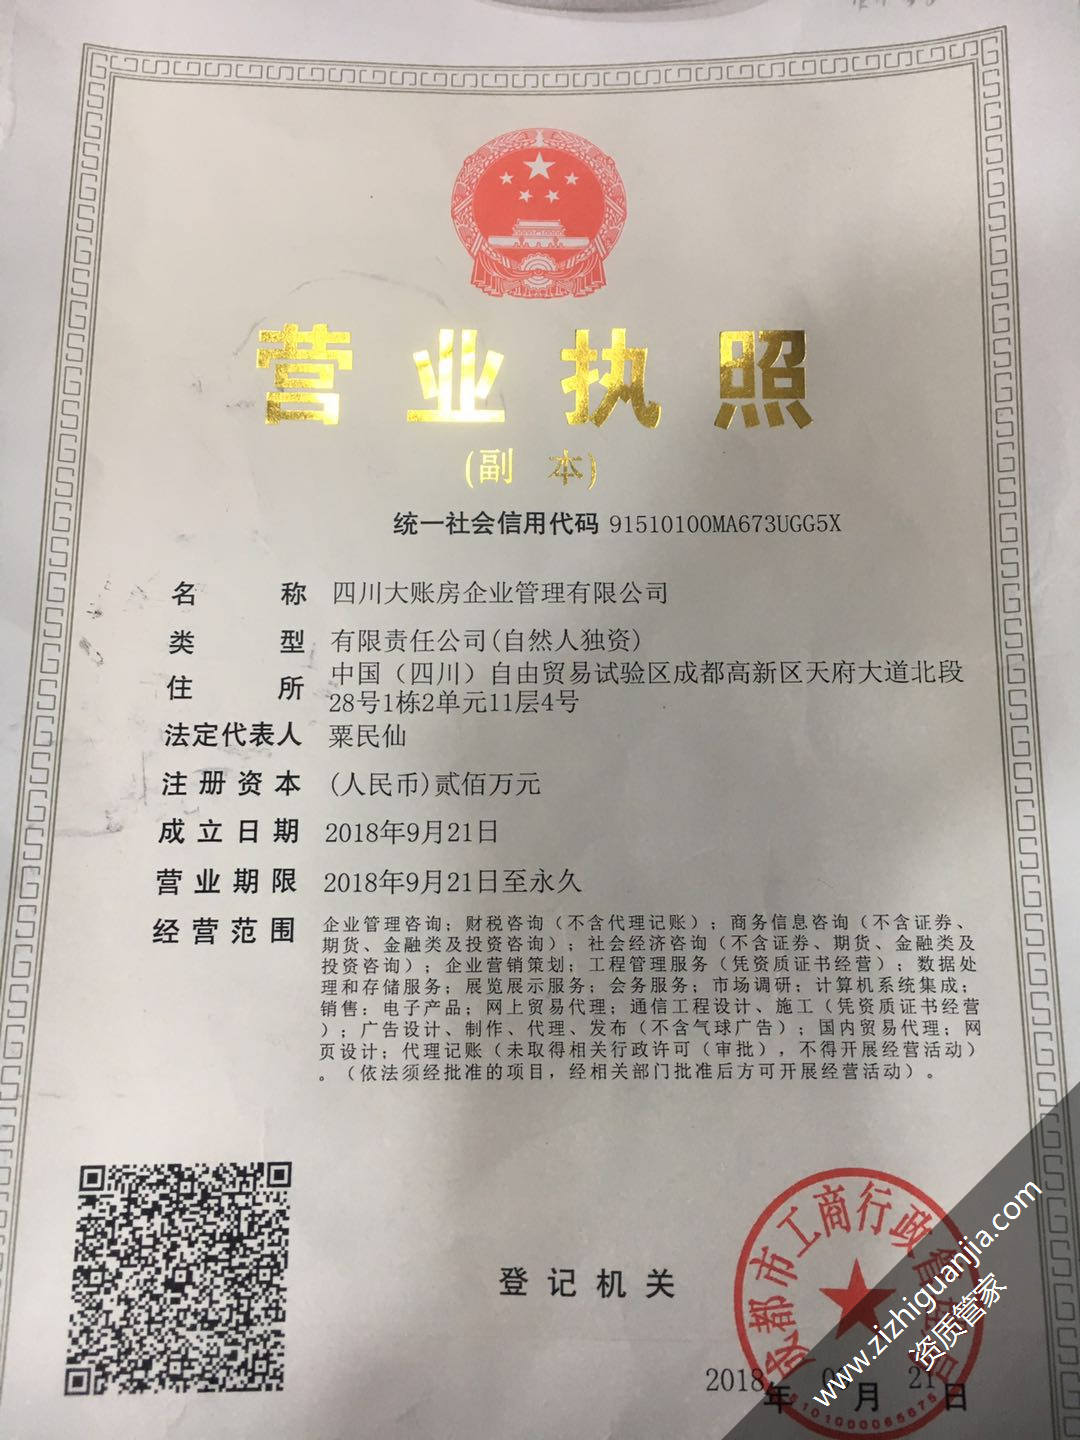 营业执照
(副 本)
统一社会信用代码 91510100MA673UGG5X
名 称 四川大账房企业管理有限公司
类 型 有限责任公司(自然人独资)
住 所 中国（四川）自由贸易试验区成都高新区天府大道北段
28号1栋2单元11层4号
法定代表人 粟民仙
注册资本 (人民币)贰佰万元
成立日期 2018年9月21日
营业期限 2018年9月21日至永久
经营范围 企业管理咨询；财税咨询（不含代理记账）；商务信息咨询（不含证券、
期货、金融类及投资咨询）；社会经济咨询（不含证券、期货、金融类及
投资咨询）；企业营销策划；工程管理服务（凭资质证书经营）；数据处
理和存储服务；展览展示服务；会务服务；市场调研；计算机系统集成；
销售：电子产品；网上贸易代理；通信工程设计、施工（凭资质证书经营
）；广告设计、制作、代理、发布（不含气球广告）；国内贸易代理；网
页设计；代理记账（未取得相关行政许可（审批），不得开展经营活动）
。（依法须经批准的项目，经相关部门批准后方可开展经营活动）。
登记机关
成都市工商行政管
2018年 月 21日
www.zizhiguanjia.com
资质管家